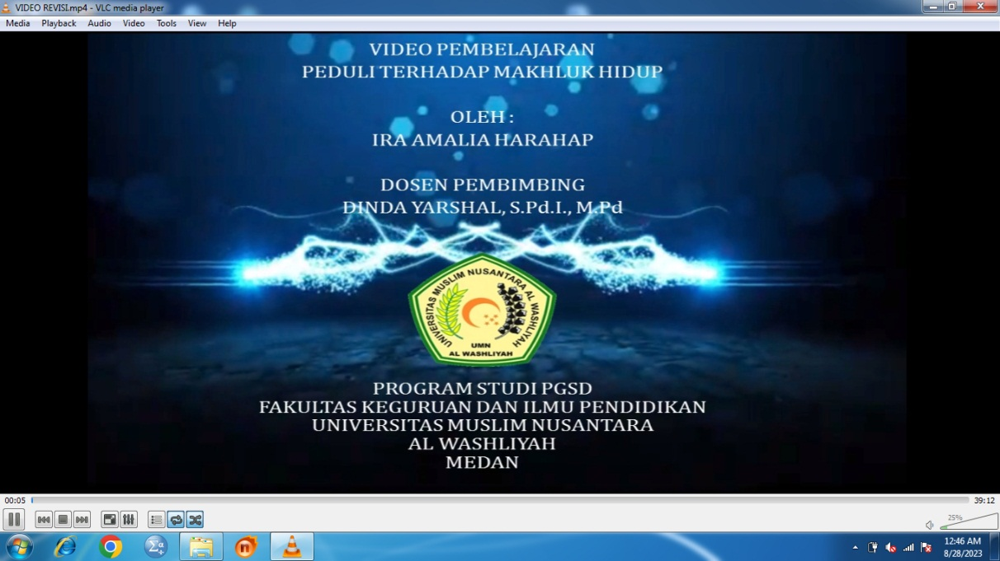 VIDEO REVISI.mp4 - VLC media player
Media Playback Audio Video Tools View Help
VIDEO PEMBELAJARAN
PEDULI TERHADAP MAKHLUK HIDUP
OLEH :
IRA AMALIA HARAHAP
DOSEN PEMBIMBING
DINDA YARSHAL, S.Pd.I., M.Pd
UNIVERSITAS MUSLIM NUSANTARA AL WASHLIYAH
UMN
AL WASHLIYAH
PROGRAM STUDI PGSD
FAKULTAS KEGURUAN DAN ILMU PENDIDIKAN
UNIVERSITAS MUSLIM NUSANTARA
AL WASHLIYAH
MEDAN
00:05 39:12
25%
12:46 AM
8/28/2023